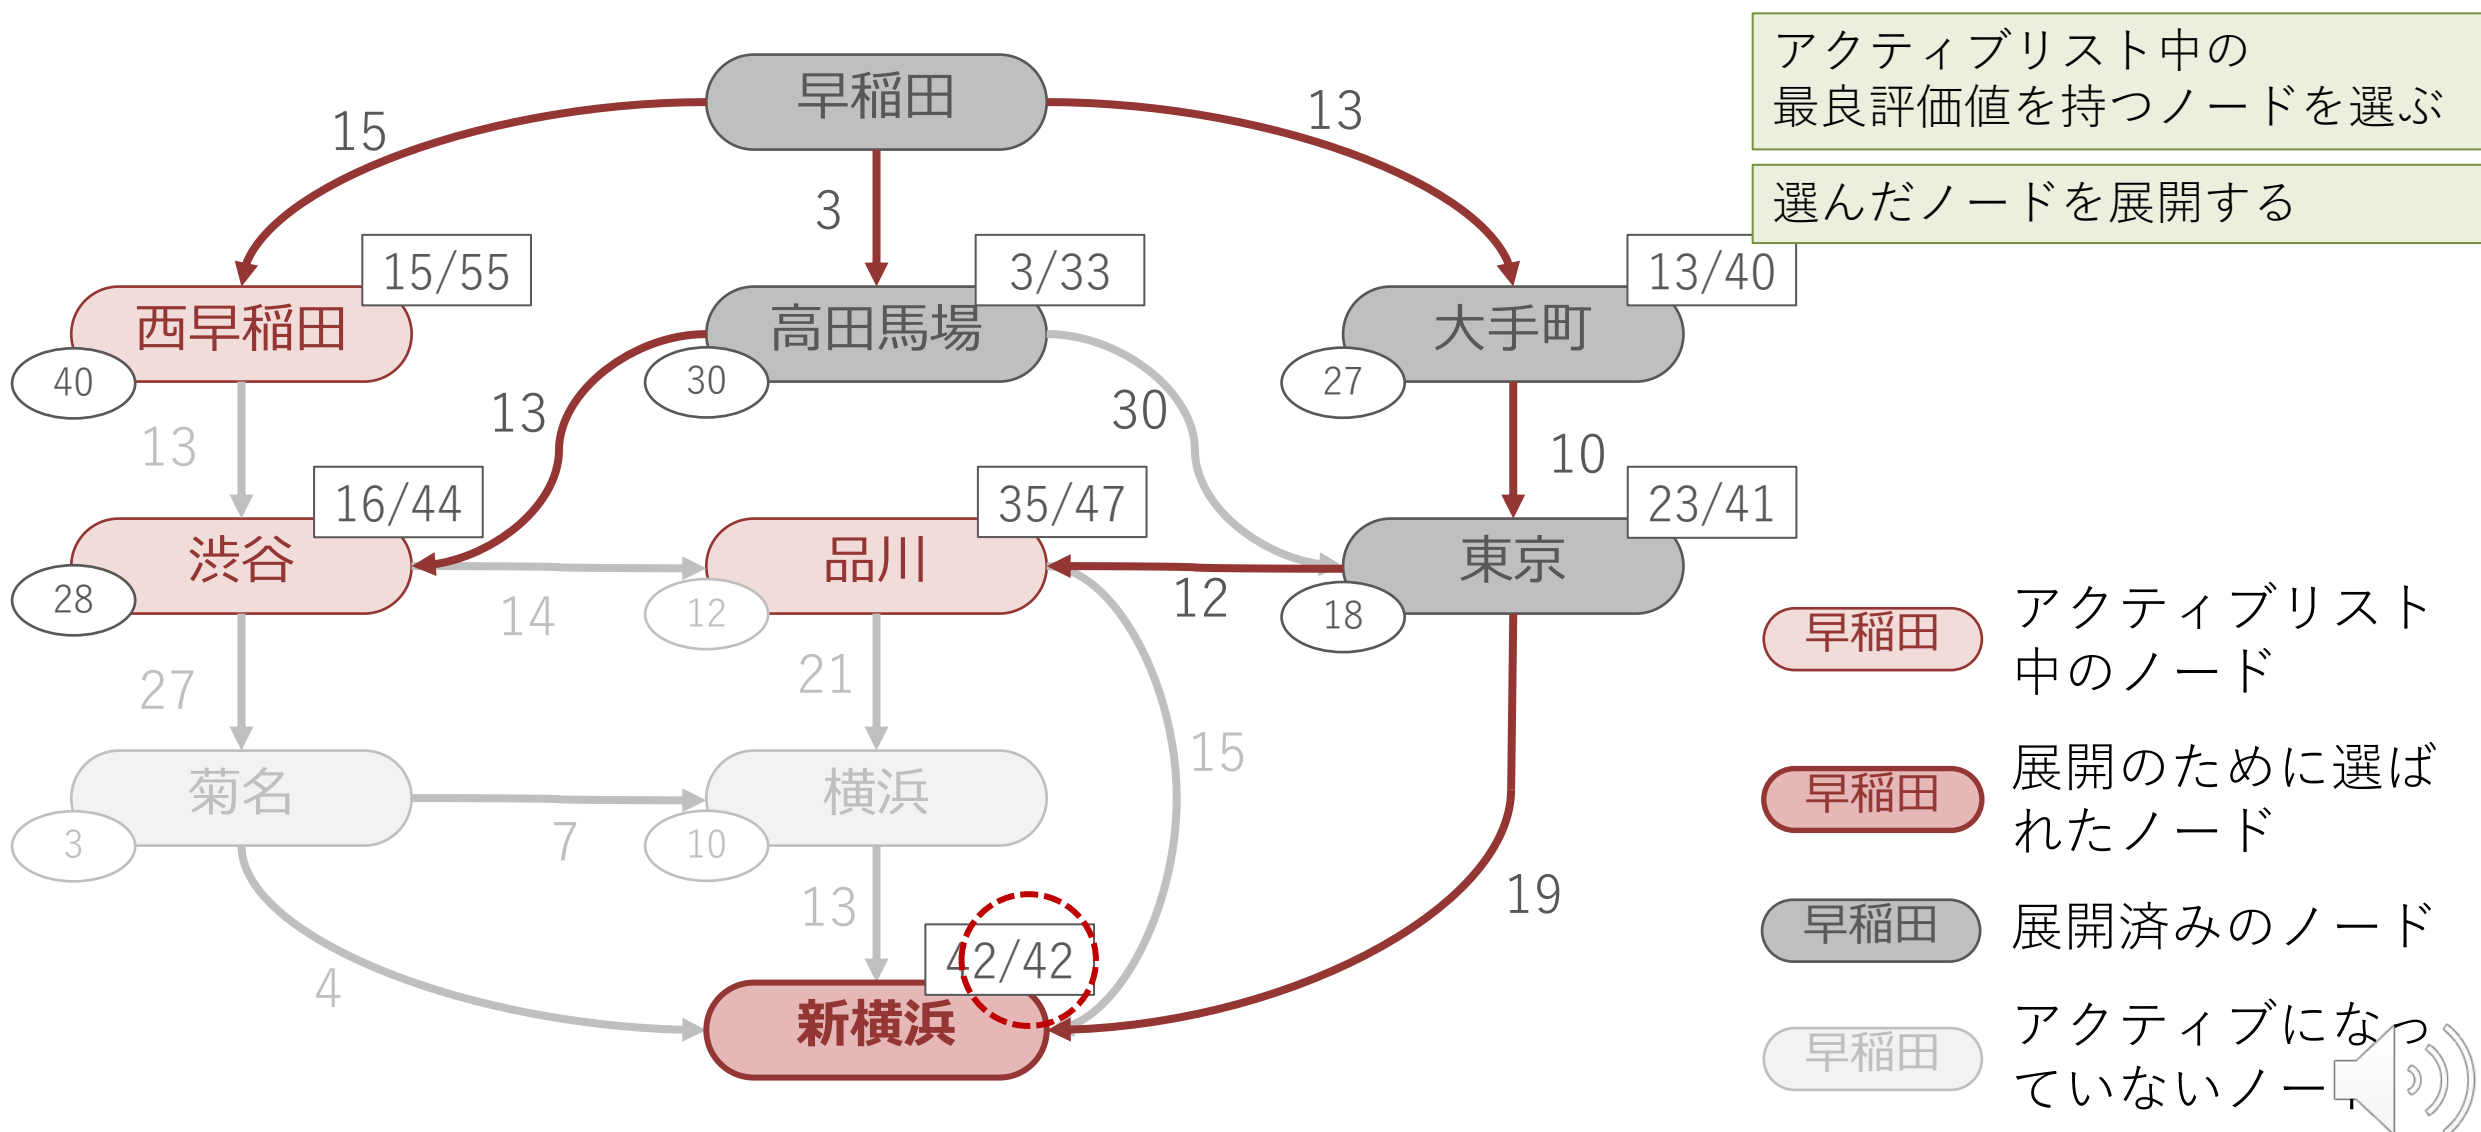 早稲田
アクティブリスト中の
最良評価値を持つノードを選ぶ
選んだノードを展開する
15
3
13
15/55
3/33
13/40
西早稲田
高田馬場
大手町
40
30
27
13
13
30
10
16/44
35/47
23/41
渋谷
品川
東京
28
12
18
14
12
27
21
15
19
菊名
横浜
3
10
7
4
13
42/42
新横浜
早稲田
アクティブリスト
中のノード
早稲田
展開のために選ば
れたノード
早稲田
展開済みのノード
早稲田
アクティブになっ
ていないノー